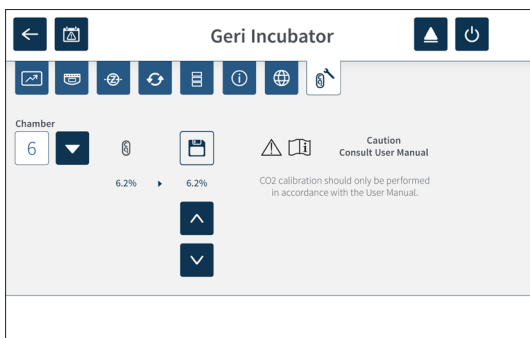 Geri Incubator
Chamber
6
6.2%
6.2%
Caution
Consult User Manual
CO2 calibration should only be performed
in accordance with the User Manual.